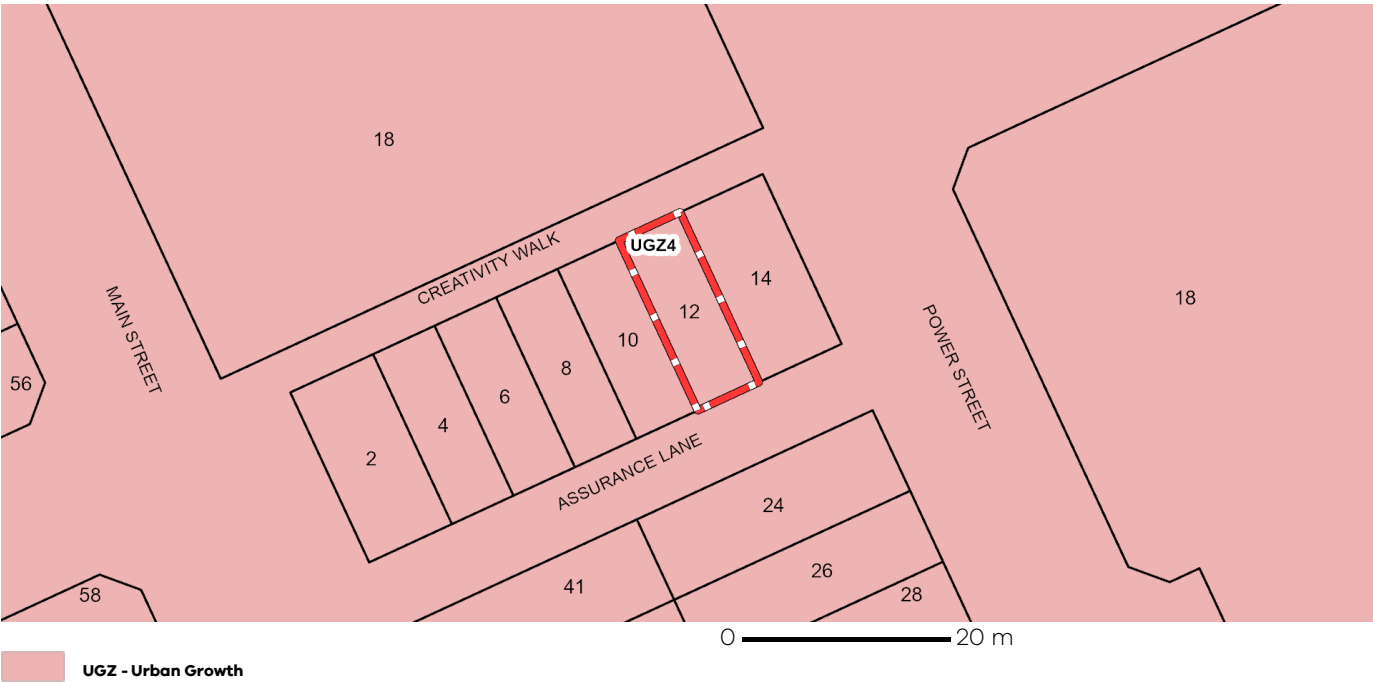 18
CREATIVITY WALK
UGZ4
MAIN STREET
14
12
10
8
6
4
2
56
18
POWER STREET
ASSURANCE LANE
24
26
28
41
58
0 20 m
UGZ - Urban Growth